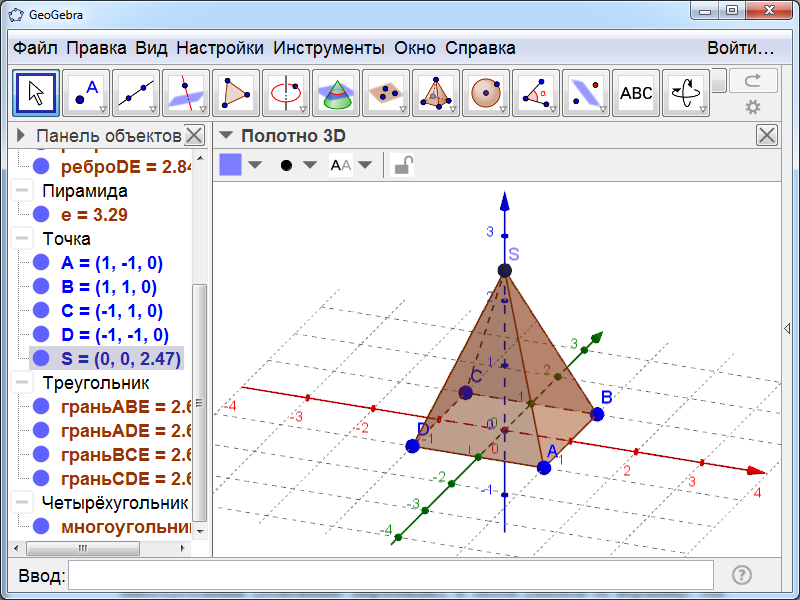 GeoGebra
Файл Правка Вид Настройки Инструменты Окно Справка Войти…
A ABC
Панель объектов
Полотно 3D
AA
реброDE = 2.84
Пирамида
e = 3.29
Точка
A = (1, -1, 0)
B = (1, 1, 0)
C = (-1, 1, 0)
D = (-1, -1, 0)
S = (0, 0, 2.47)
Треугольник
граньABE = 2.6
граньADE = 2.6
граньBCE = 2.6
граньCDE = 2.6
Четырёхугольник
многоугольни
3
S
3
2
1
C
-4
-3
-2
1
B
0
0
D
-1
A
1
2
3
4
-1
-2
-3
-4
Ввод: